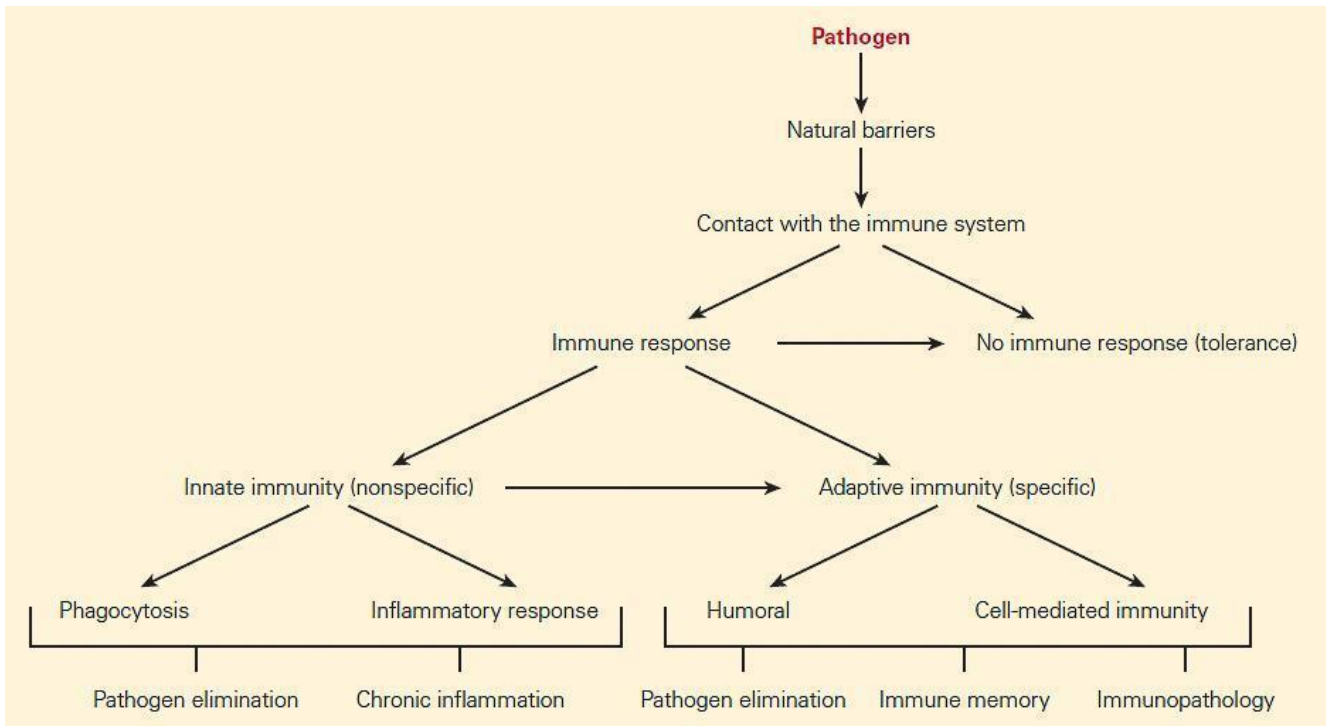 Pathogen
Natural barriers
Contact with the immune system
Immune response
No immune response (tolerance)
Innate immunity (nonspecific)
Adaptive immunity (specific)
Phagocytosis
Inflammatory response
Humoral
Cell-mediated immunity
Pathogen elimination
Chronic inflammation
Pathogen elimination
Immune memory
Immunopathology